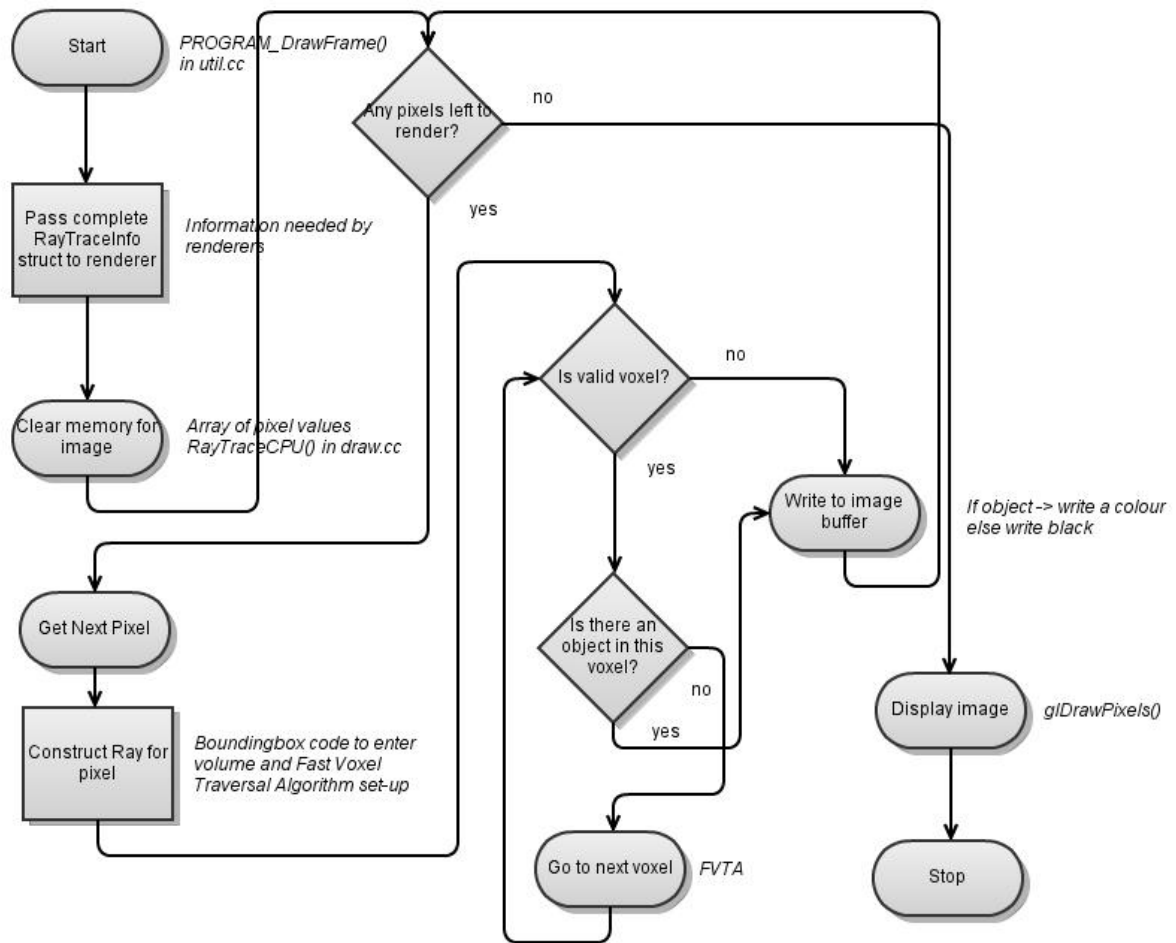 Start
PROGRAM_DrawFrame()
in util.cc
Pass complete
RayTraceInfo
struct to renderer
Information needed by
renderers
Clear memory for
image
Array of pixel values
RayTraceCPU() in draw.cc
Any pixels left to
render?
no
yes
Get Next Pixel
Construct Ray for
pixel
Boundingbox code to enter
volume and Fast Voxel
Traversal Algorithm set-up
Is valid voxel?
no
yes
Write to image
buffer
If object -> write a colour
else write black
Is there an
object in this
voxel?
no
yes
Go to next voxel
FVTA
Display image
glDrawPixels()
Stop